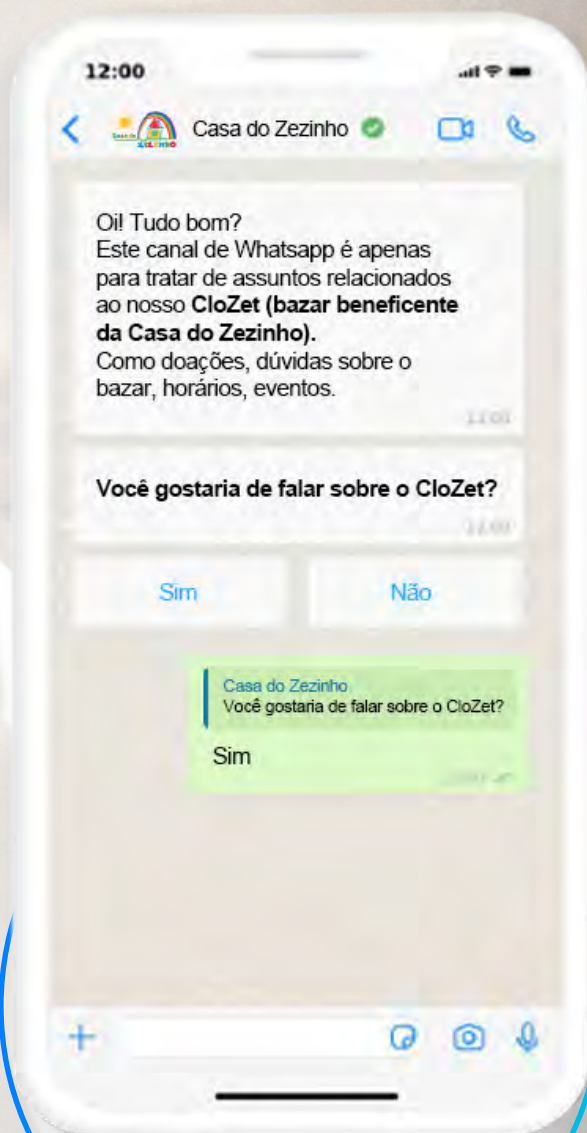 12:00
Casa do Zezinho
Oi! Tudo bom?
Este canal de Whatsapp é apenas
para tratar de assuntos relacionados
ao nosso CloZet (bazar beneficente
da Casa do Zezinho).
Como doações, dúvidas sobre o
bazar, horários, eventos.
Você gostaria de falar sobre o CloZet?
Sim
Não
Casa do Zezinho
Você gostaria de falar sobre o CloZet?
Sim